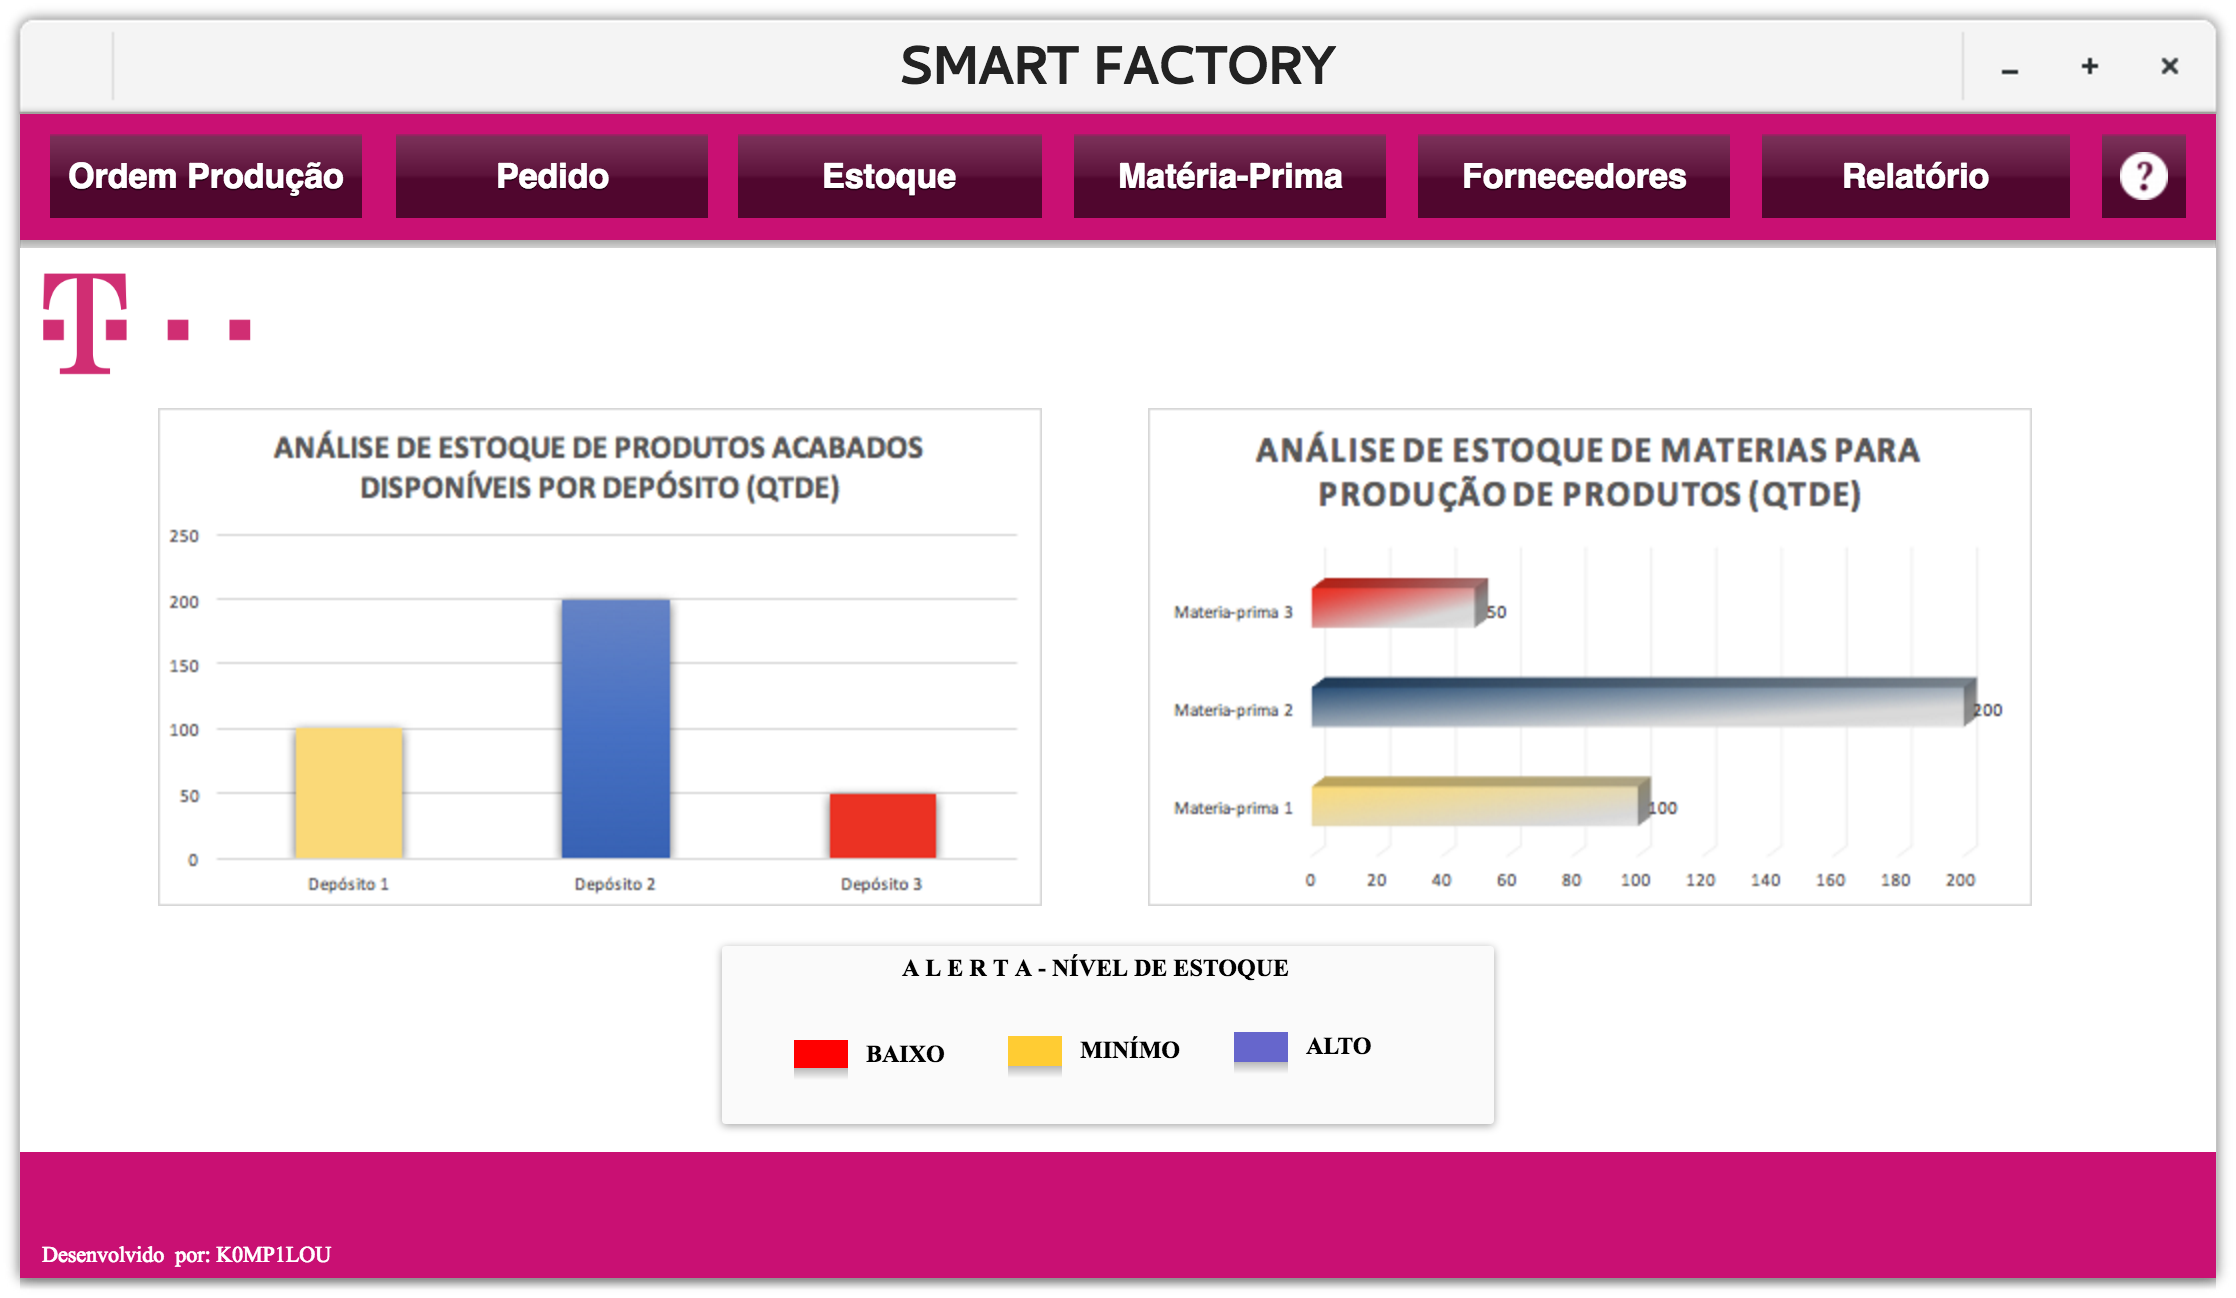 SMART FACTORY
Ordem Produção
Pedido
Estoque
Matéria-Prima
Fornecedores
Relatório
?
T
ANÁLISE DE ESTOQUE DE PRODUTOS ACABADOS
DISPONÍVEIS POR DEPÓSITO (QTDE)
250
200
150
100
50
0
Depósito 1
Depósito 2
Depósito 3
ANÁLISE DE ESTOQUE DE MATERIAS PARA
PRODUÇÃO DE PRODUTOS (QTDE)
Materia-prima 3
50
Materia-prima 2
200
Materia-prima 1
100
0 20 40 60 80 100 120 140 160 180 200
A L E R T A - NÍVEL DE ESTOQUE
BAIXO
MINÍMO
ALTO
Desenvolvido por: K0MP1LOU